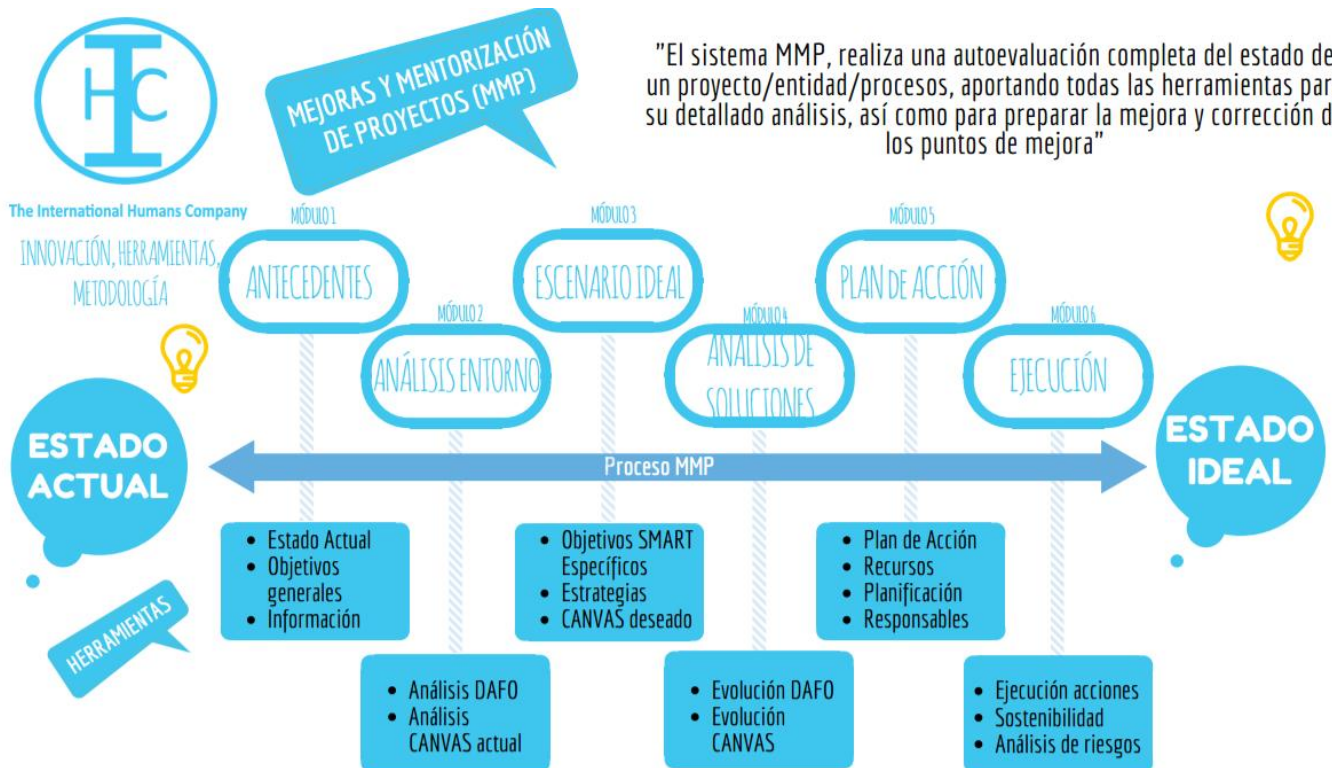 IHC
The International Humans Company
INNOVACIÓN, HERRAMIENTAS,
METODOLOGÍA
MEJORAS Y MENTORIZACIÓN
DE PROYECTOS (MMP)
"El sistema MMP, realiza una autoevaluación completa del estado de
un proyecto/entidad/procesos, aportando todas las herramientas par
su detallado análisis, así como para preparar la mejora y corrección d
los puntos de mejora"
MÓDULO 1
ANTECEDENTES
MÓDULO 2
ANÁLISIS ENTORNO
MÓDULO 3
ESCENARIO IDEAL
MÓDULO 4
ANÁLISIS DE
SOLUCIONES
MÓDULO 5
PLAN DE ACCIÓN
MÓDULO 6
EJECUCIÓN
ESTADO
ACTUAL
Proceso MMP
ESTADO
IDEAL
HERRAMIENTAS
• Estado Actual
• Objetivos
generales
• Información
• Análisis DAFO
• Análisis
CANVAS actual
• Objetivos SMART
Específicos
• Estrategias
• CANVAS deseado
• Evolución DAFO
• Evolución
CANVAS
• Plan de Acción
• Recursos
• Planificación
• Responsables
• Ejecución acciones
• Sostenibilidad
• Análisis de riesgos